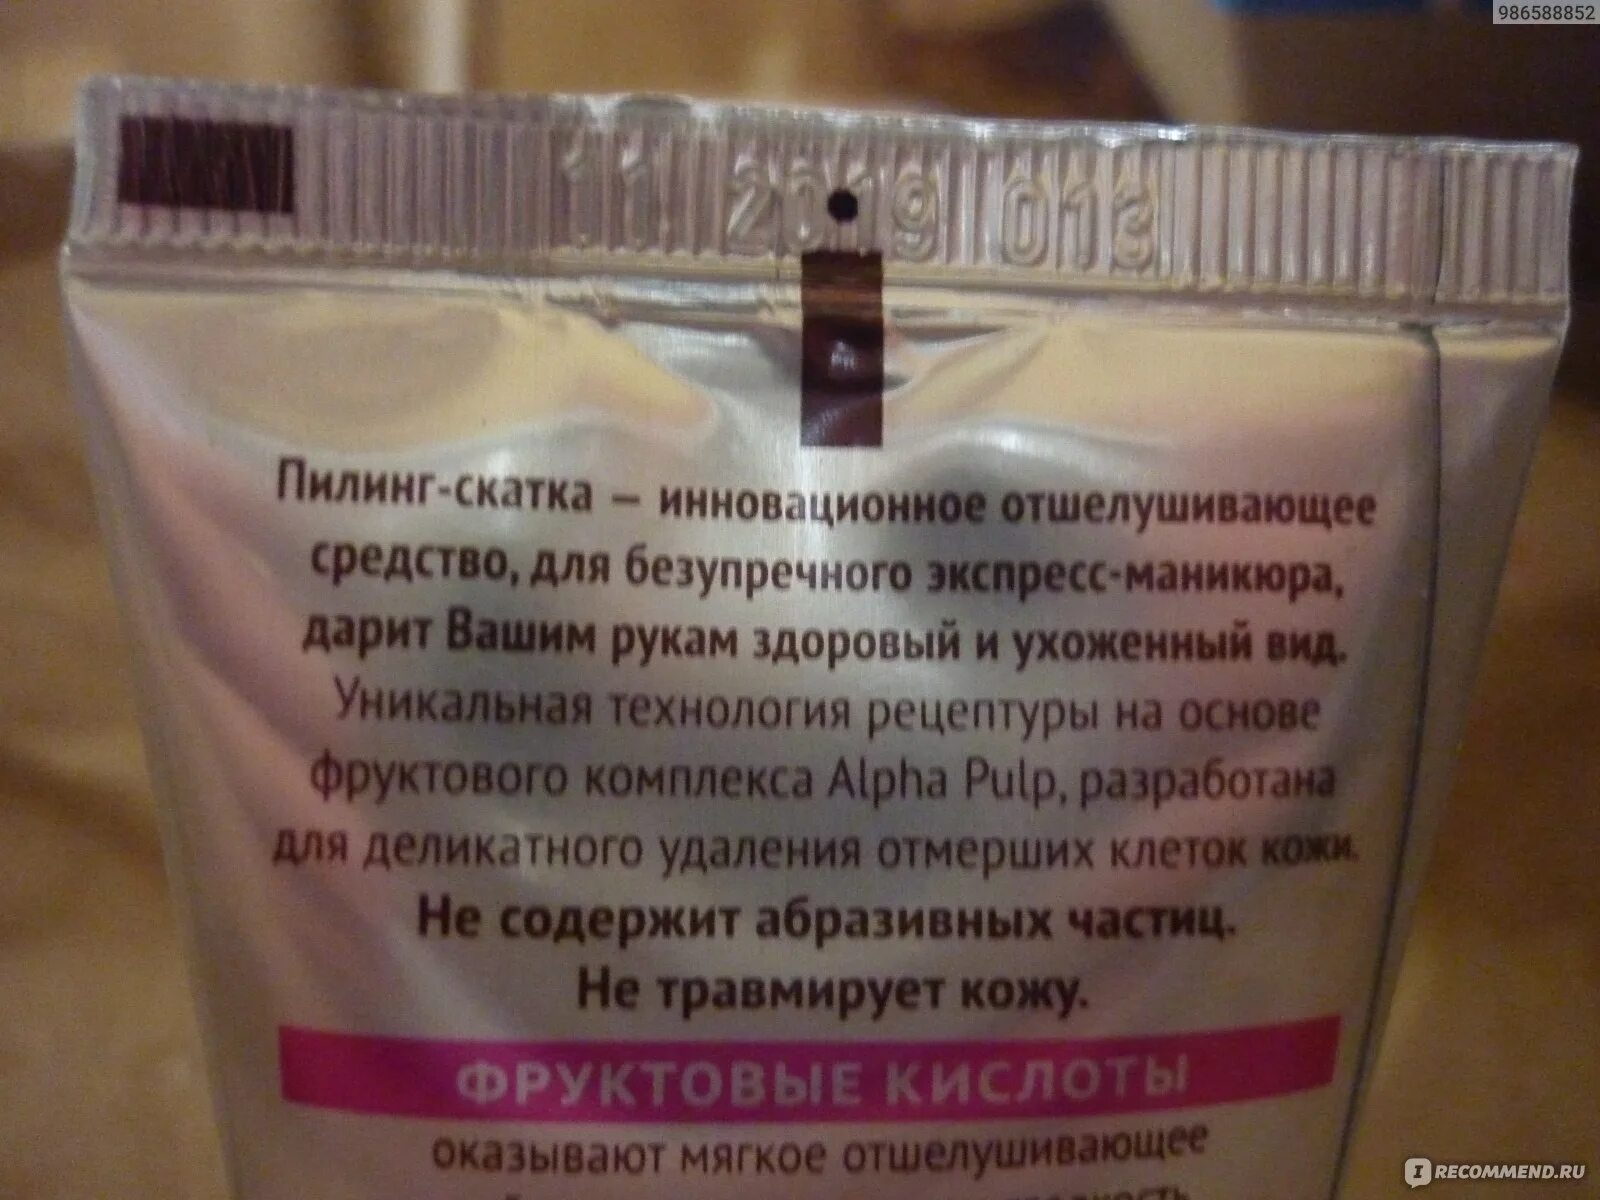 986588852
11 2019 013
Пилинг-скатка – инновационное отшелушивающее
средство, для безупречного экспресс-маникюра,
дарит Вашим рукам здоровый и ухоженный вид.
Уникальная технология рецептуры на основе
фруктового комплекса Alpha Pulp, разработана
для деликатного удаления отмерших клеток кожи.
Не содержит абразивных частиц.
Не травмирует кожу.
ФРУКТОВЫЕ КИСЛОТЫ
оказывают мягкое отшелушивающее
IRECOMMEND.RU